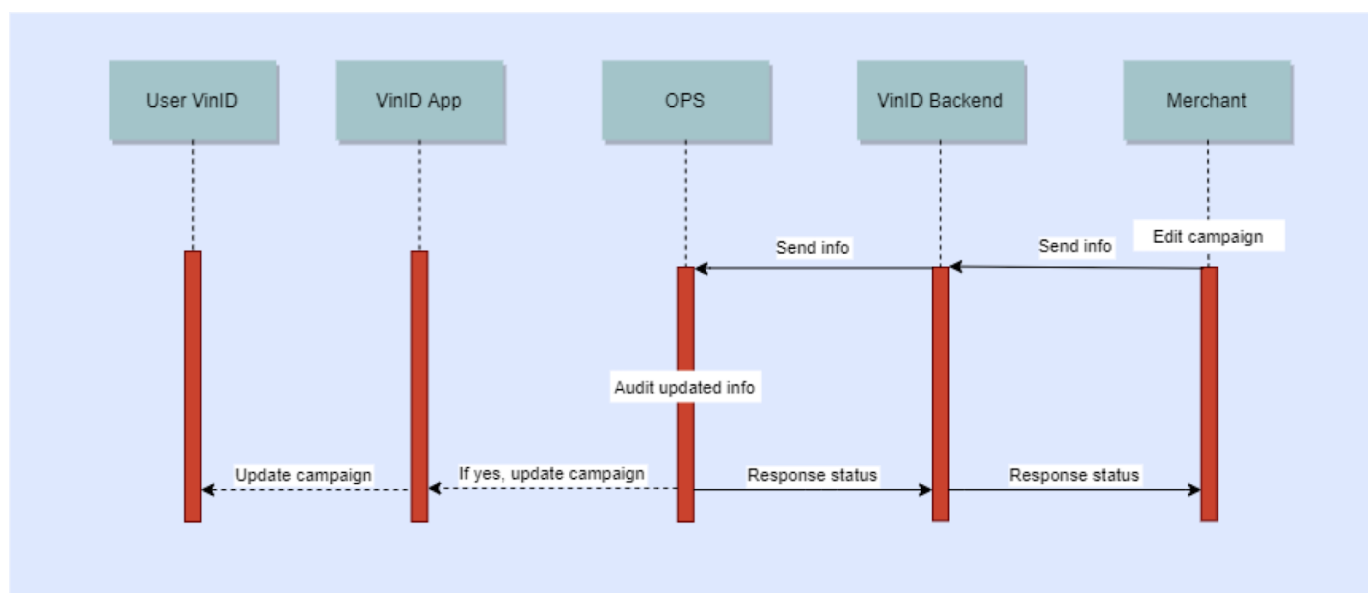 User VinID
VinID App
OPS
VinID Backend
Merchant
Edit campaign
Send info
Send info
Audit updated info
Update campaign
If yes, update campaign
Response status
Response status